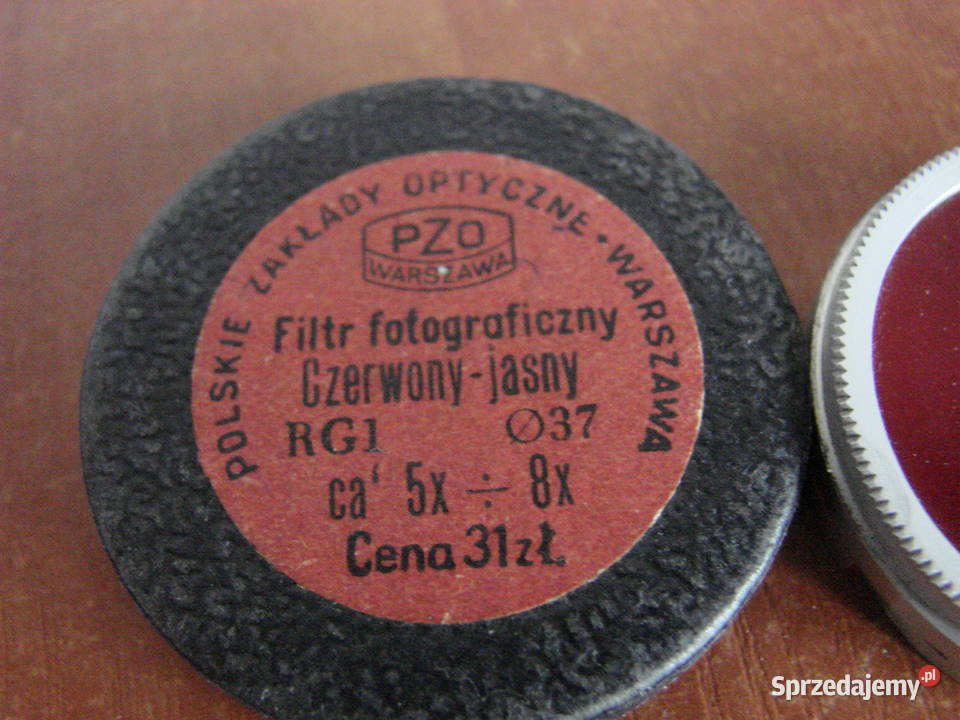 POLSKIE ZAKŁADY OPTYCZNE • WARSZAWA
PZO
WARSZAWA
Filtr fotograficzny
Czerwony-jasny
RG1 Ø37
ca' 5x ÷ 8x
Cena 31 zł.
Sprzedajemy.pl